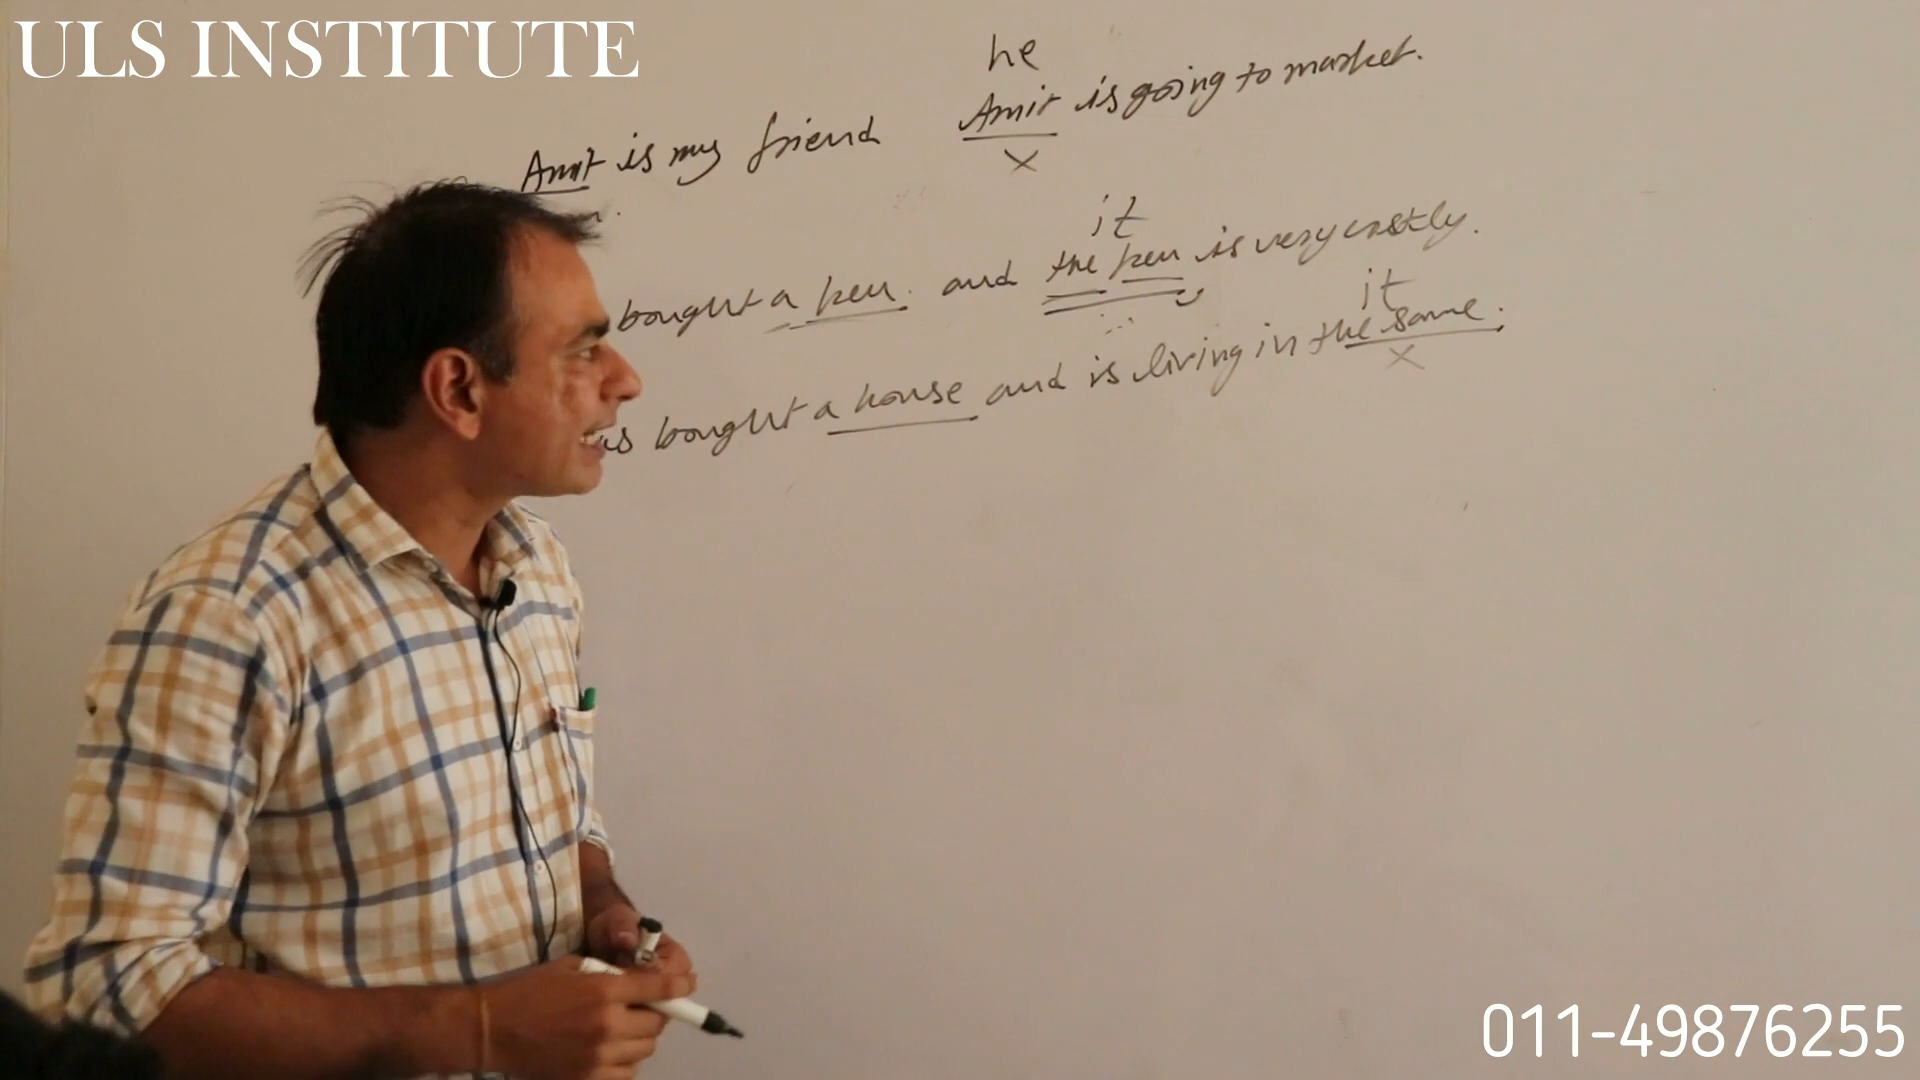 ULS INSTITUTE
he
Amit is my friend Amit is going to market.
x
it
bought a pen. and the pen is very costly.
it
bought a house and is living in the same.
x
011-49876255